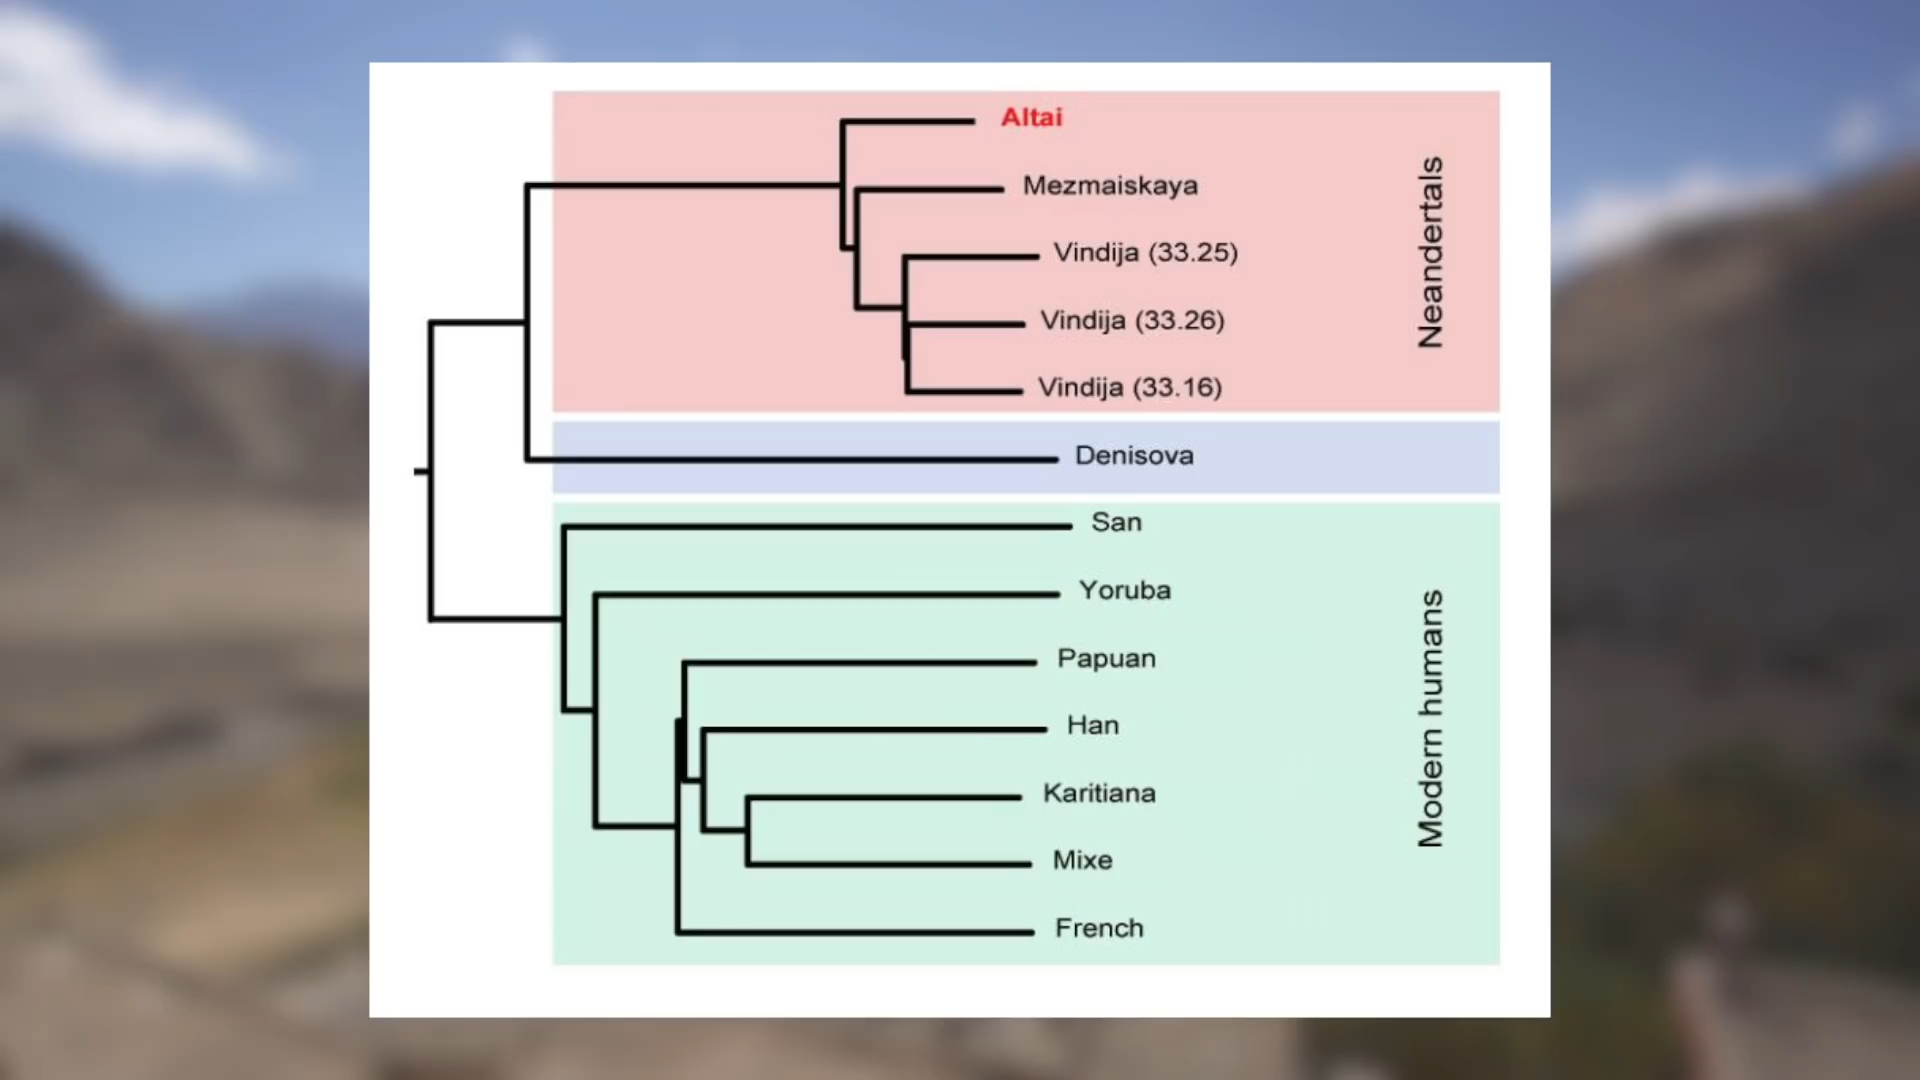 Altai
Mezmaiskaya
Vindija (33.25)
Vindija (33.26)
Vindija (33.16)
Neandertals
Denisova
San
Yoruba
Papuan
Han
Karitiana
Mixe
French
Modern humans